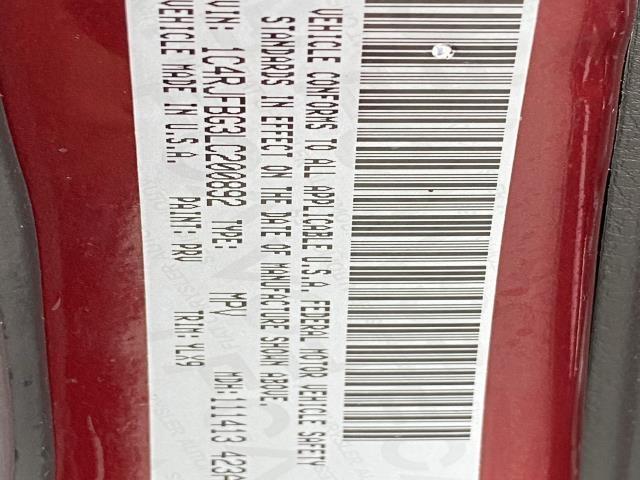 VEHICLE CONFORMS TO ALL APPLICABLE U.S.A. FEDERAL MOTOR VEHICLE SAFETY
STANDARDS IN EFFECT ON THE DATE OF MANUFACTURE SHOWN ABOVE.
VIN: 1C4RJFBG3LC200892 TYPE: MPV MDH: 111413 423A
VEHICLE MADE IN U.S.A. PAINT: PRV TRIM: YLX9